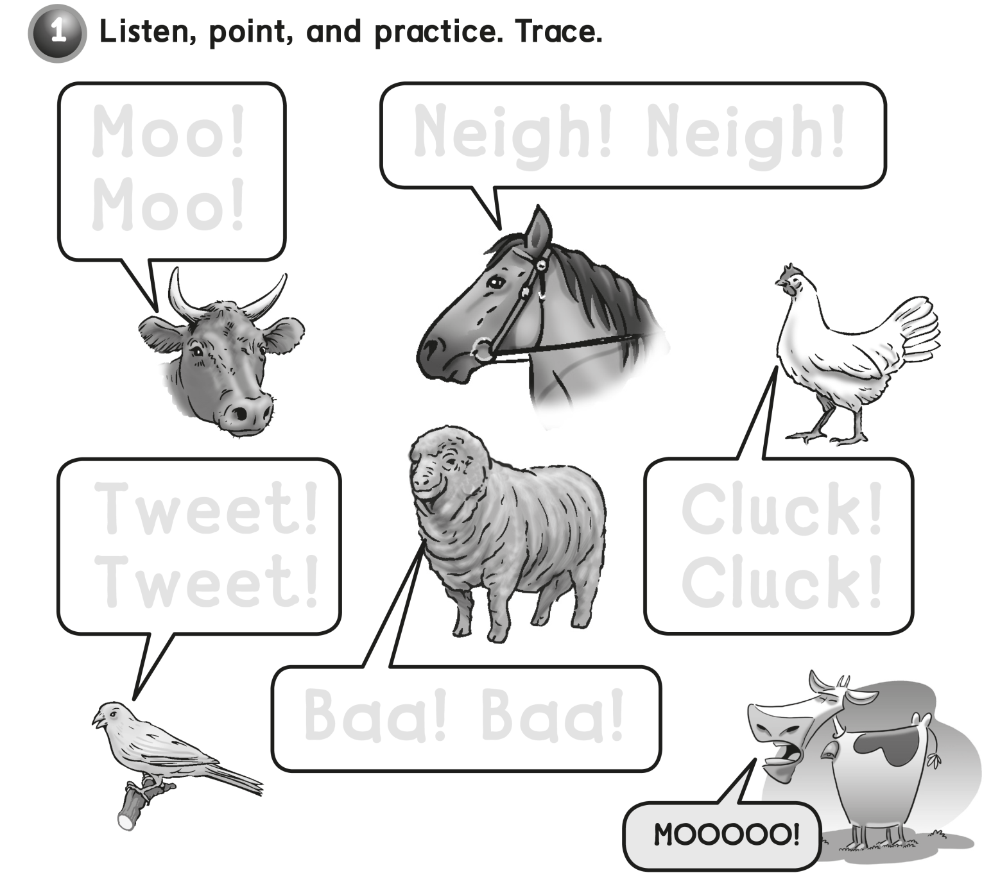 1 Listen, point, and practice. Trace.
Moo!
Moo!
Neigh! Neigh!
Tweet!
Tweet!
Cluck!
Cluck!
Baa! Baa!
MOOOOO!